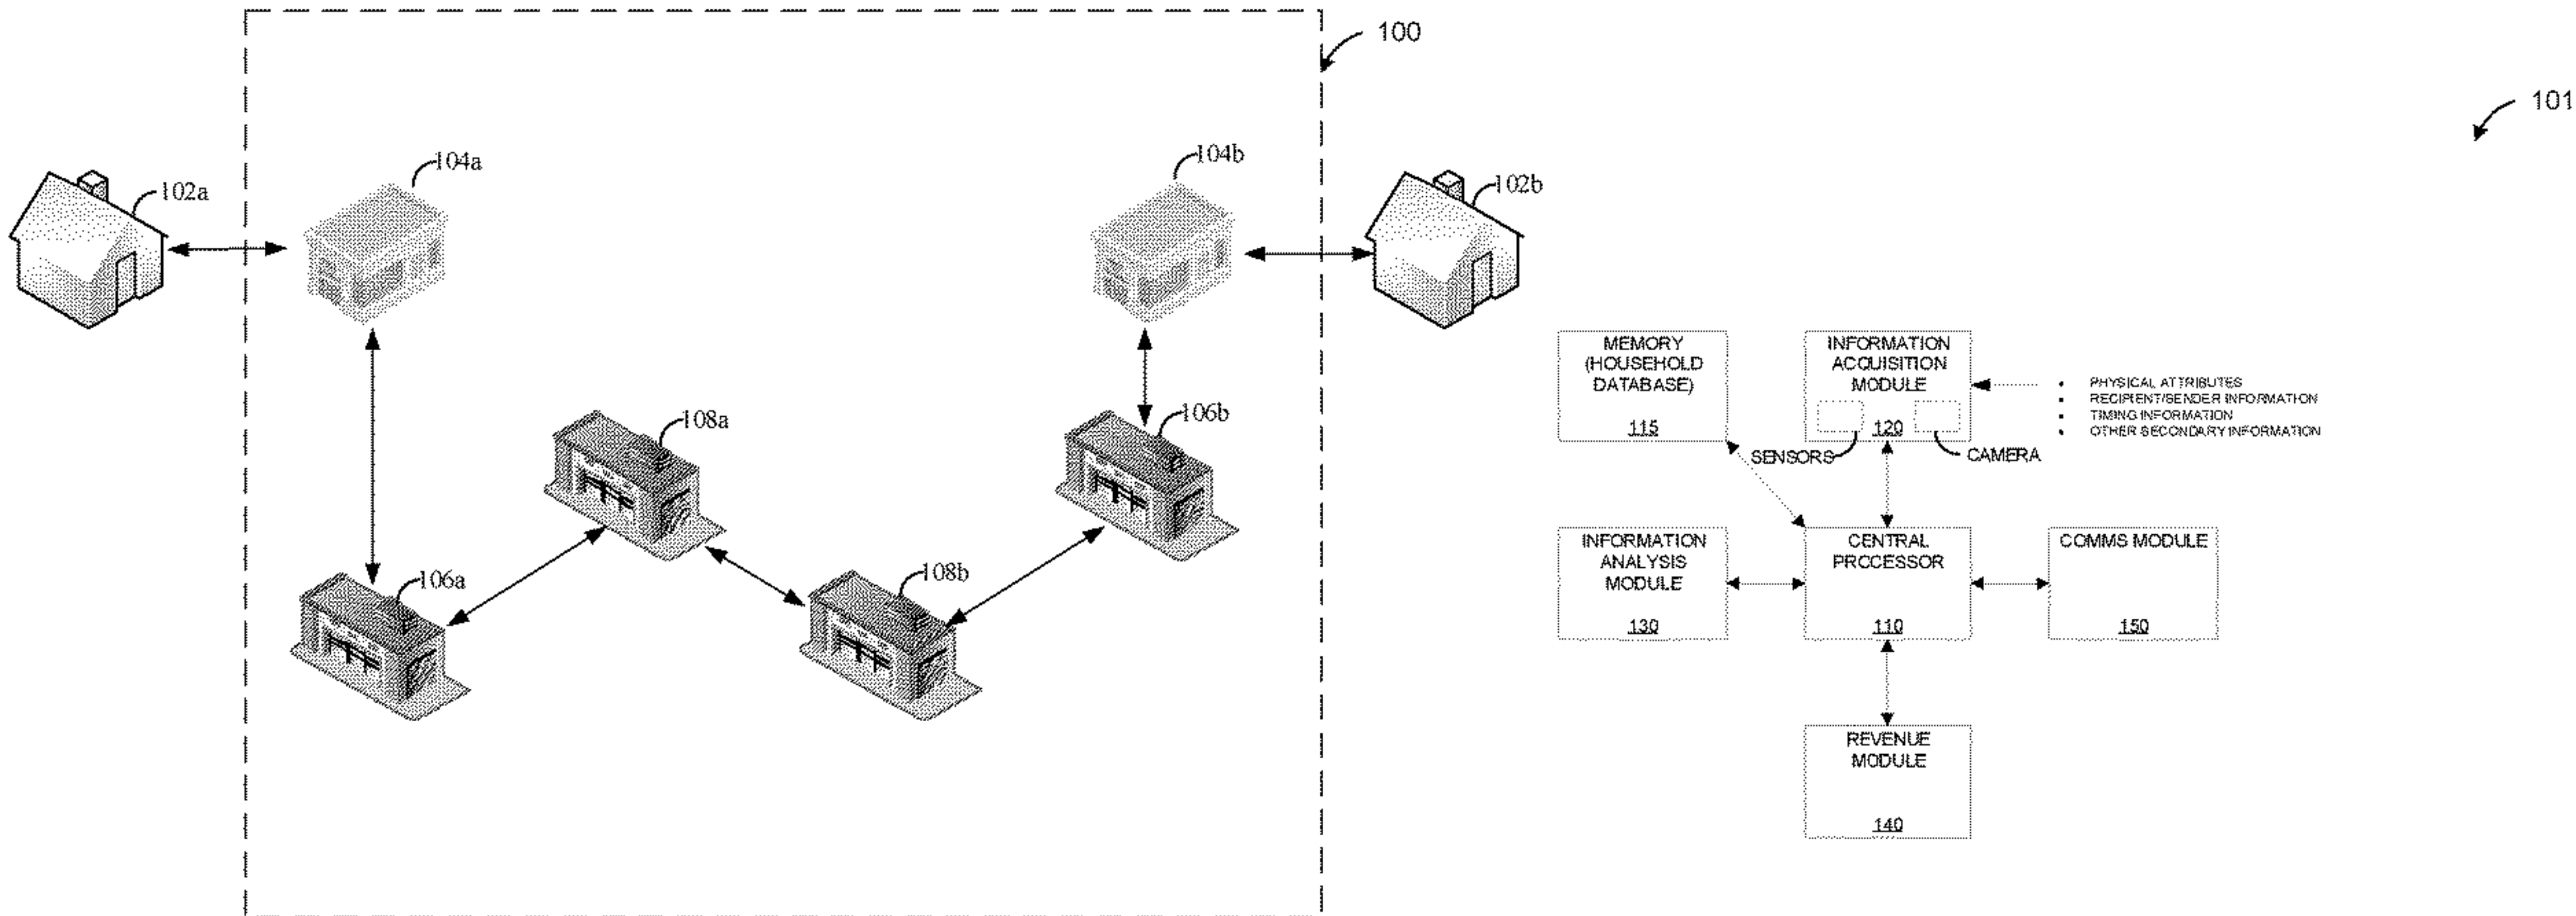 100
101
102a
104a
104b
102b
108a
106b
106a
108b
MEMORY
(HOUSEHOLD
DATABASE)
115
INFORMATION
ACQUISITION
MODULE
120
SENSORS
CAMERA
• PHYSICAL ATTRIBUTES
• RECIPIENT/SENDER INFORMATION
• TIMING INFORMATION
• OTHER SECONDARY INFORMATION
INFORMATION
ANALYSIS
MODULE
130
CENTRAL
PROCESSOR
110
COMMS MODULE
150
REVENUE
MODULE
140